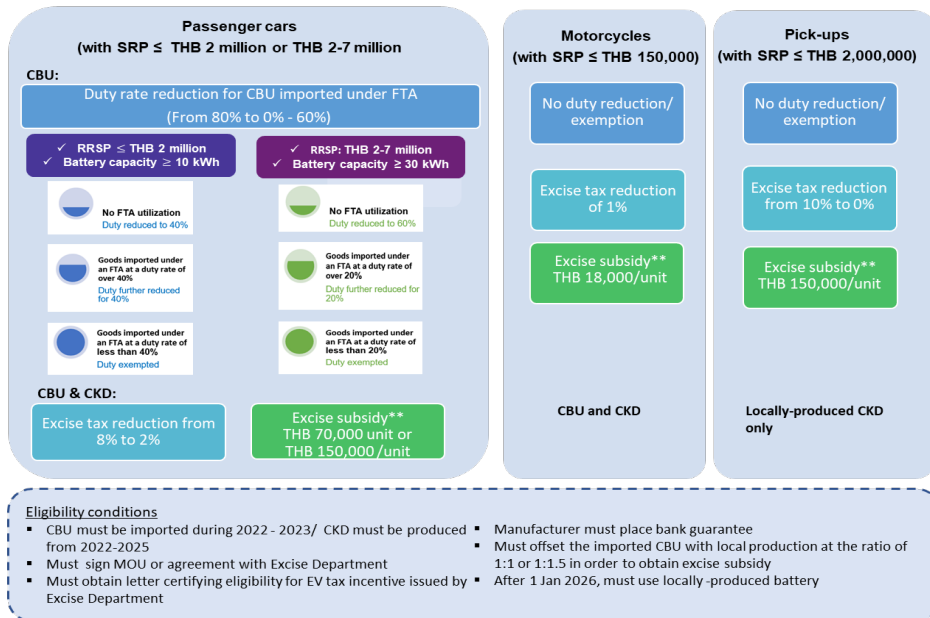 Passenger cars
(with SRP ≤ THB 2 million or THB 2-7 million
CBU:
Duty rate reduction for CBU imported under FTA
(From 80% to 0% - 60%)
✓ RRSP ≤ THB 2 million
✓ Battery capacity ≥ 10 kWh
No FTA utilization
Duty reduced to 40%
Goods imported under
an FTA at a duty rate of
over 40%
Duty further reduced
for 40%
Goods imported under
an FTA at a duty rate of
less than 40%
Duty exempted
✓ RRSP: THB 2-7 million
✓ Battery capacity ≥ 30 kWh
No FTA utilization
Duty reduced to 60%
Goods imported under
an FTA at a duty rate of
over 20%
Duty further reduced for
20%
Goods imported under
an FTA at a duty rate of
less than 20%
Duty exempted
CBU & CKD:
Excise tax reduction from
8% to 2%
Excise subsidy**
THB 70,000 unit or
THB 150,000/unit
Motorcycles
(with SRP ≤ THB 150,000)
No duty reduction/
exemption
Excise tax reduction
of 1%
Excise subsidy**
THB 18,000/unit
CBU and CKD
Pick-ups
(with SRP ≤ THB 2,000,000)
No duty reduction/
exemption
Excise tax reduction
from 10% to 0%
Excise subsidy**
THB 150,000/unit
Locally-produced CKD
only
Eligibility conditions
▪ CBU must be imported during 2022 - 2023/ CKD must be produced
from 2022-2025
▪ Must sign MOU or agreement with Excise Department
▪ Must obtain letter certifying eligibility for EV tax incentive issued by
Excise Department
▪ Manufacturer must place bank guarantee
▪ Must offset the imported CBU with local production at the ratio of
1:1 or 1:1.5 in order to obtain excise subsidy
▪ After 1 Jan 2026, must use locally -produced battery